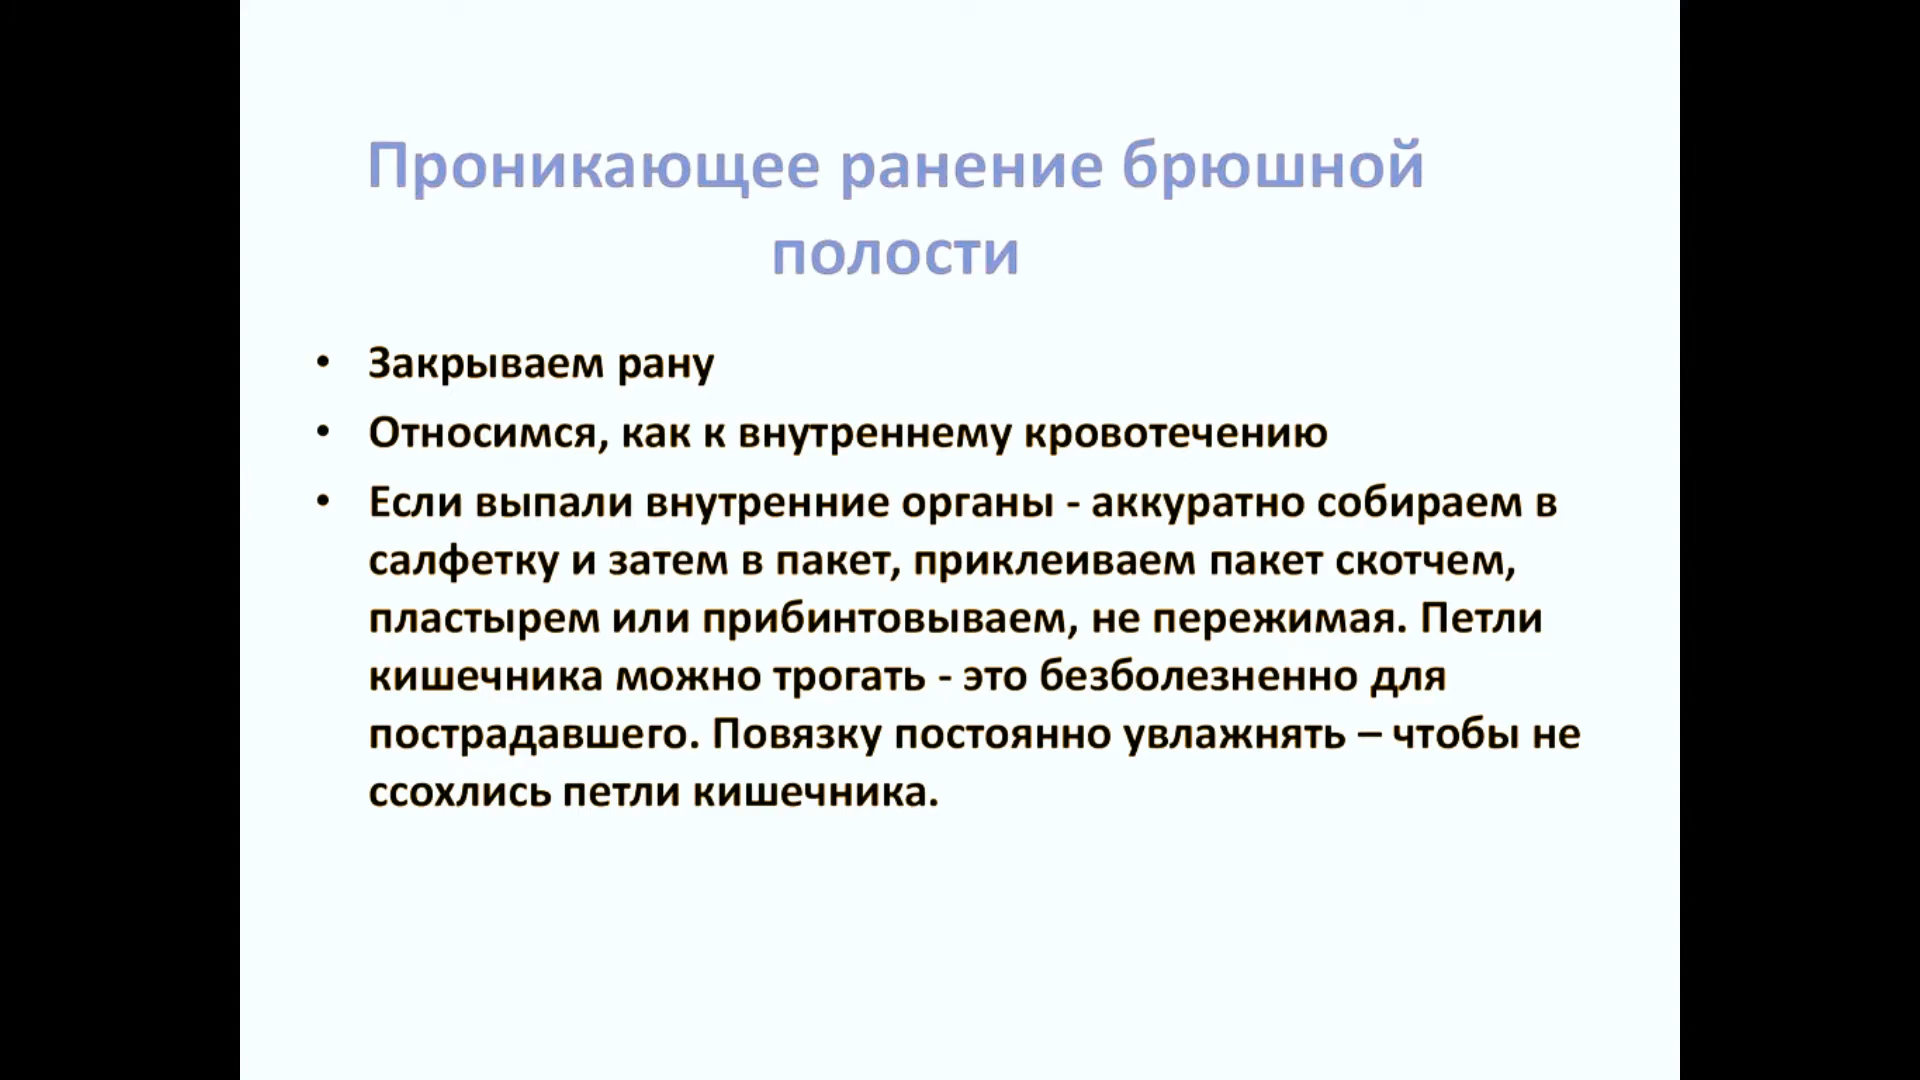 Проникающее ранение брюшной
полости
• Закрываем рану
• Относимся, как к внутреннему кровотечению
• Если выпали внутренние органы - аккуратно собираем в
салфетку и затем в пакет, приклеиваем пакет скотчем,
пластырем или прибинтовываем, не пережимая. Петли
кишечника можно трогать - это безболезненно для
пострадавшего. Повязку постоянно увлажнять – чтобы не
ссохлись петли кишечника.